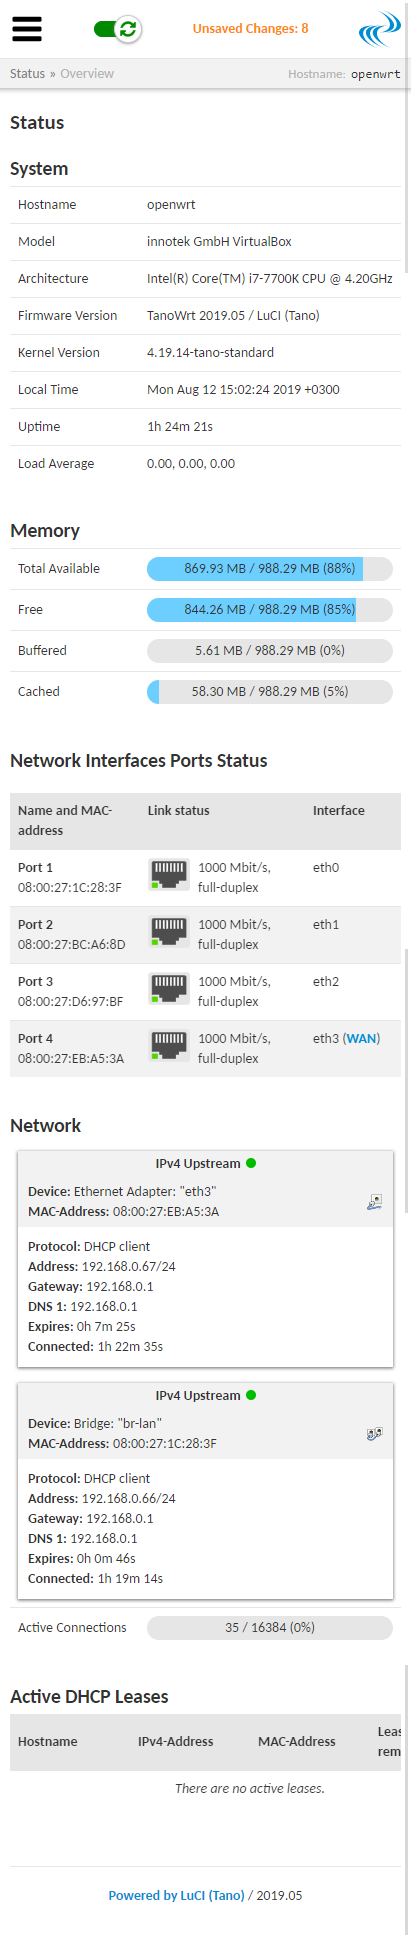 Unsaved Changes: 8
Status » Overview
Hostname: openwrt
Status
System
Hostname openwrt
Model innotek GmbH VirtualBox
Architecture Intel(R) Core(TM) i7-7700K CPU @ 4.20GHz
Firmware Version TanoWrt 2019.05 / LuCI (Tano)
Kernel Version 4.19.14-tano-standard
Local Time Mon Aug 12 15:02:24 2019 +0300
Uptime 1h 24m 21s
Load Average 0.00, 0.00, 0.00
Memory
Total Available 869.93 MB / 988.29 MB (88%)
Free 844.26 MB / 988.29 MB (85%)
Buffered 5.61 MB / 988.29 MB (0%)
Cached 58.30 MB / 988.29 MB (5%)
Network Interfaces Ports Status
Name and MAC-
address
Link status
Interface
Port 1
08:00:27:1C:28:3F
1000 Mbit/s,
full-duplex
eth0
Port 2
08:00:27:BC:A6:8D
1000 Mbit/s,
full-duplex
eth1
Port 3
08:00:27:D6:97:BF
1000 Mbit/s,
full-duplex
eth2
Port 4
08:00:27:EB:A5:3A
1000 Mbit/s,
full-duplex
eth3 (WAN)
Network
IPv4 Upstream
Device: Ethernet Adapter: "eth3"
MAC-Address: 08:00:27:EB:A5:3A
Protocol: DHCP client
Address: 192.168.0.67/24
Gateway: 192.168.0.1
DNS 1: 192.168.0.1
Expires: 0h 7m 25s
Connected: 1h 22m 35s
IPv4 Upstream
Device: Bridge: "br-lan"
MAC-Address: 08:00:27:1C:28:3F
Protocol: DHCP client
Address: 192.168.0.66/24
Gateway: 192.168.0.1
DNS 1: 192.168.0.1
Expires: 0h 0m 46s
Connected: 1h 19m 14s
Active Connections 35 / 16384 (0%)
Active DHCP Leases
Hostname IPv4-Address MAC-Address
Leas
rem
There are no active leases.
Powered by LuCI (Tano) / 2019.05